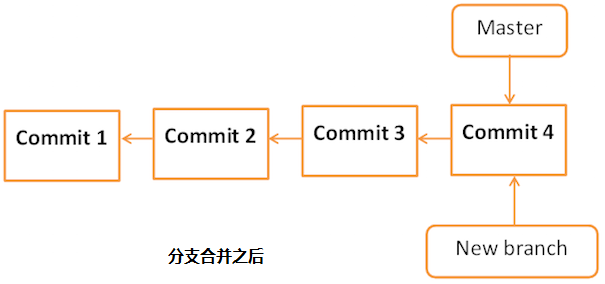 Master
Commit 1
Commit 2
Commit 3
Commit 4
New branch
分支合并之后